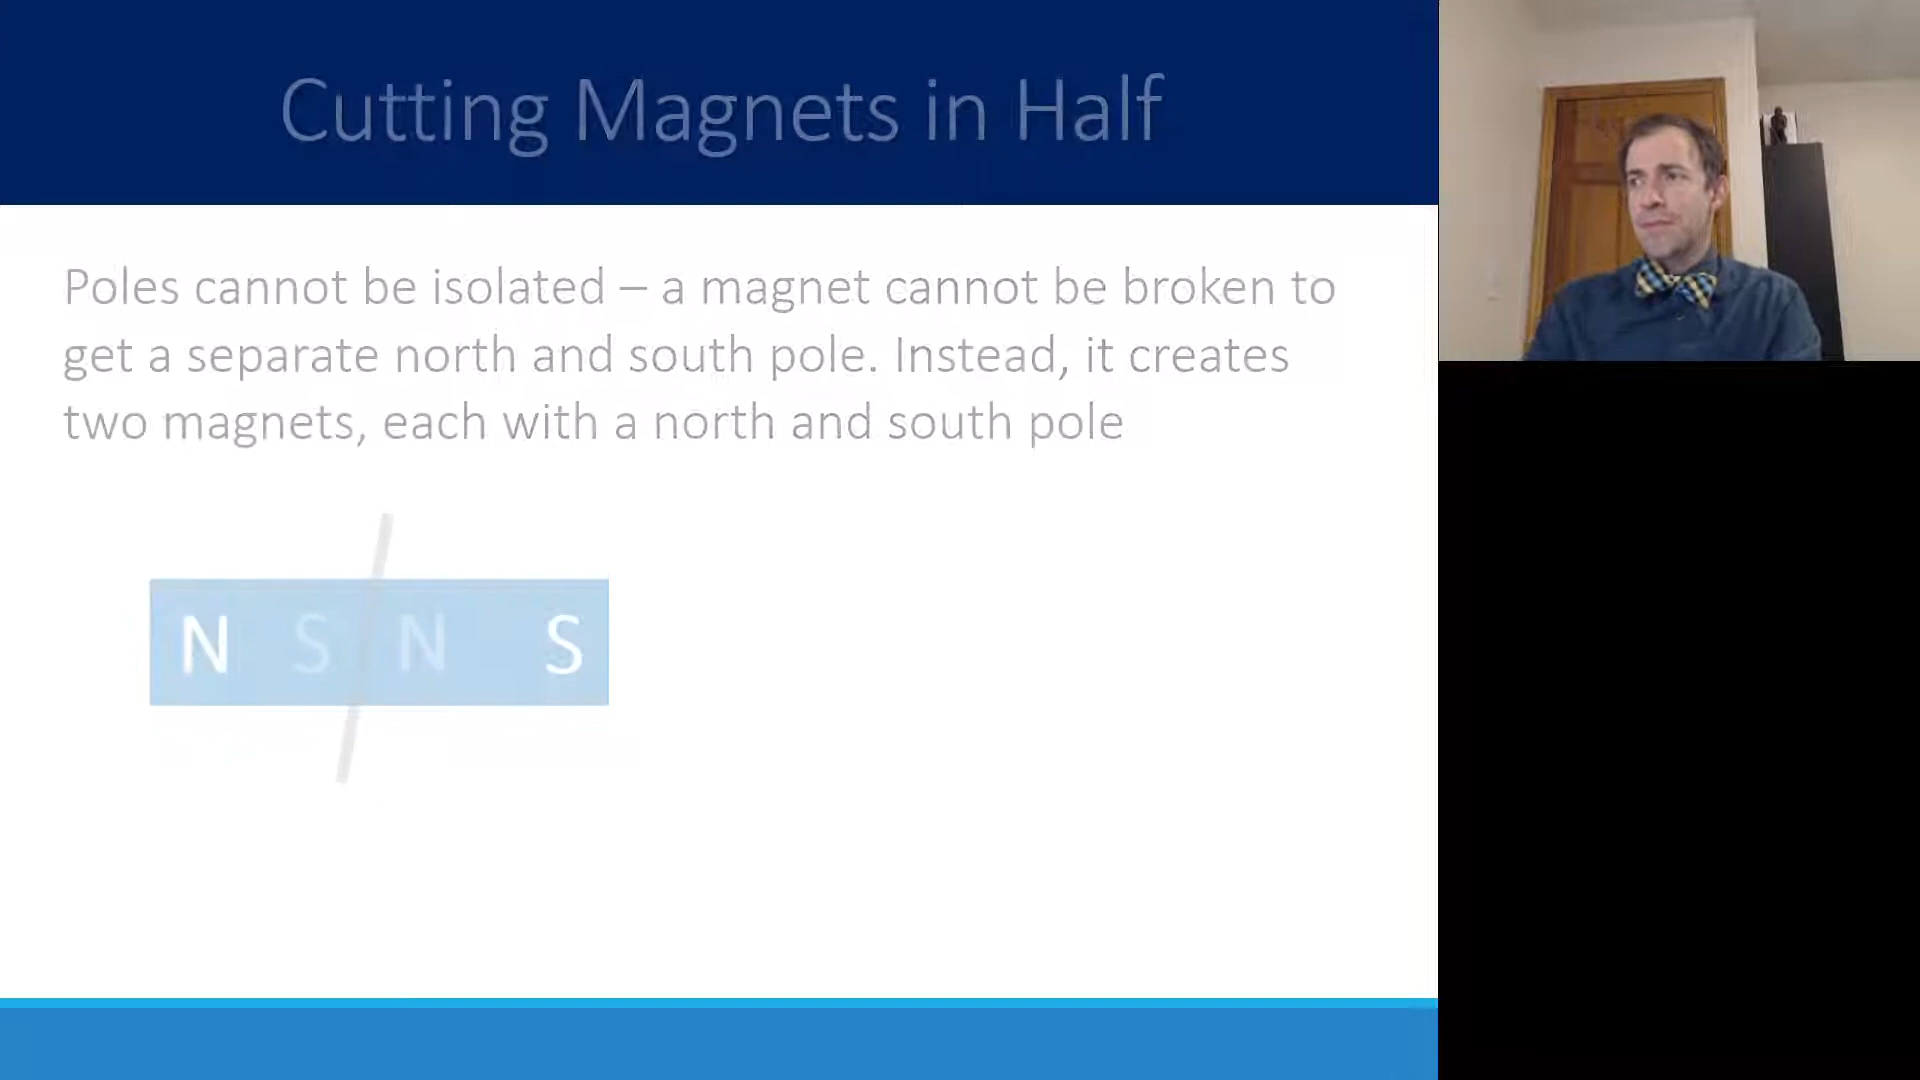 Cutting Magnets in Half
Poles cannot be isolated – a magnet cannot be broken to
get a separate north and south pole. Instead, it creates
two magnets, each with a north and south pole
N S N S